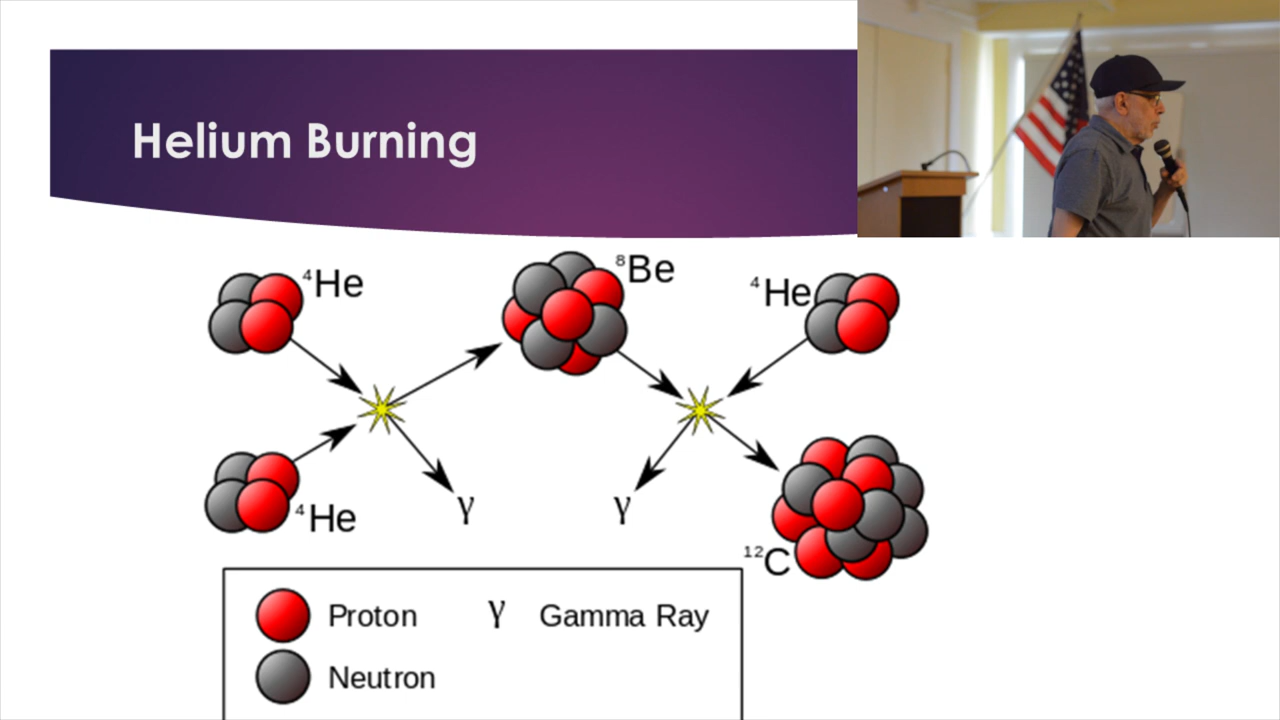 Helium Burning
⁴He
⁸Be
⁴He
⁴He
γ
γ
¹²C
Proton
γ Gamma Ray
Neutron